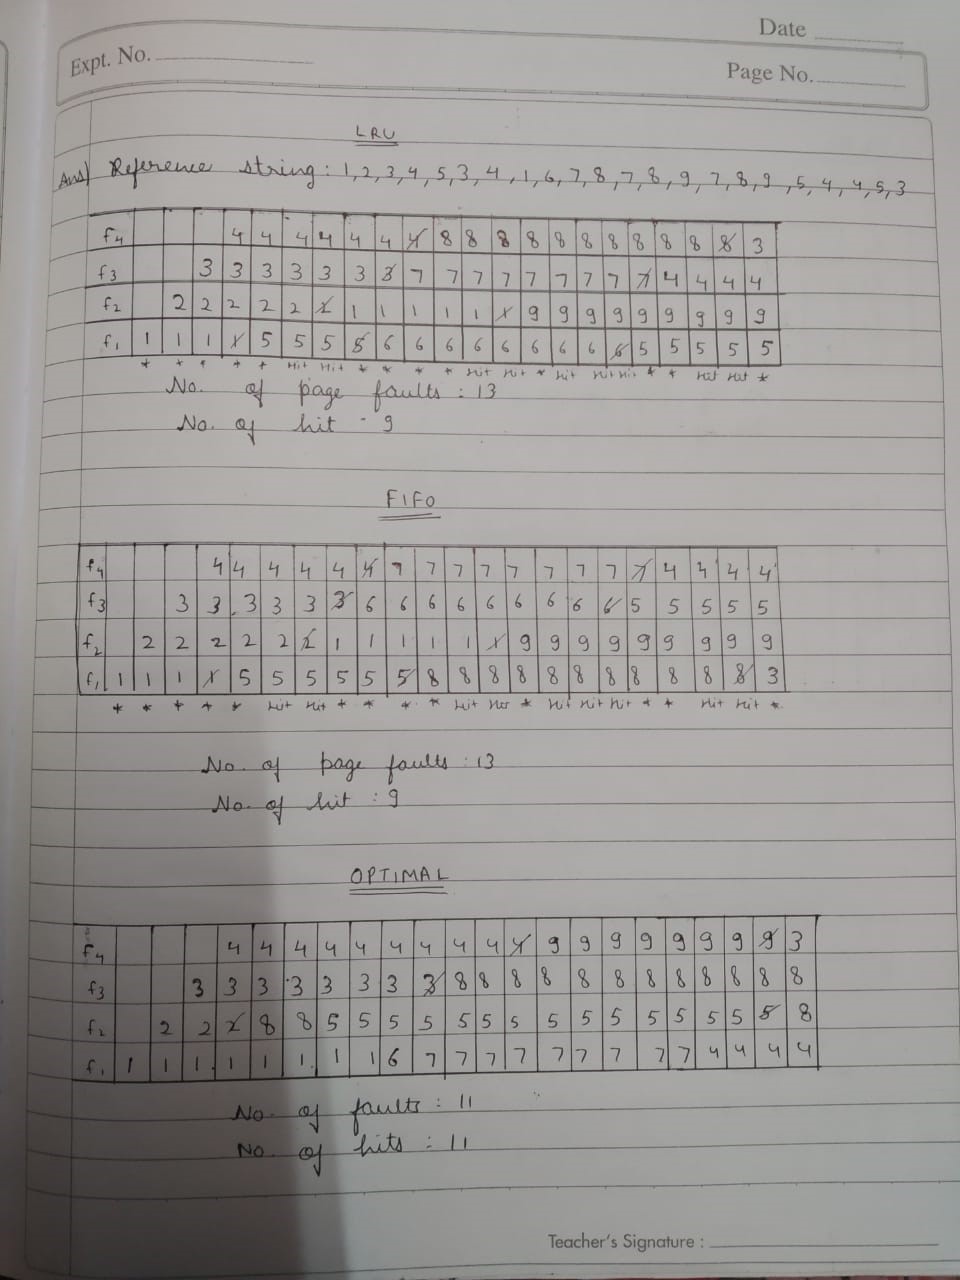 Date
Expt. No.
Page No.
LRU
Ans) Reference string : 1, 2, 3, 4, 5, 3, 4, 1, 6, 7, 8, 7, 8, 9, 7, 8, 9, 5, 4, 4, 5, 3
f4 4 4 4 4 4 4 4 8 8 8 8 8 8 8 8 8 8 8 3
f3 3 3 3 3 3 3 3 7 7 7 7 7 7 7 7 7 4 4 4 4
f2 2 2 2 2 2 2 1 1 1 1 1 1 1 9 9 9 9 9 9 9 9 9
f1 1 1 1 1 5 5 5 5 6 6 6 6 6 6 6 6 6 5 5 5 5 5
* * * * * Hit Hit * * * * Hit Hit * Hit Hit Hit * * Hit Hit *
No. of page faults : 13
No. of hit - 9
FIFO
f4 4 4 4 4 4 4 7 7 7 7 7 7 7 7 7 4 4 4 4
f3 3 3 3 3 3 3 6 6 6 6 6 6 6 6 6 5 5 5 5 5
f2 2 2 2 2 2 2 1 1 1 1 1 1 9 9 9 9 9 9 9 9 9
f1 1 1 1 1 5 5 5 5 5 5 8 8 8 8 8 8 8 8 8 8 8 3
* * * * * Hit Hit * * * * Hit Hit * Hit Hit Hit * * Hit Hit *
No. of page faults : 13
No. of hit : 9
OPTIMAL
f4 4 4 4 4 4 4 4 4 4 4 9 9 9 9 9 9 9 9 3
f3 3 3 3 3 3 3 3 3 8 8 8 8 8 8 8 8 8 8 8 8
f2 2 2 2 8 8 5 5 5 5 5 5 5 5 5 5 5 5 5 5 5 8
f1 1 1 1 1 1 1 1 1 6 7 7 7 7 7 7 7 7 7 4 4 4 4
No. of faults : 11
No. of hits : 11
Teacher's Signature :